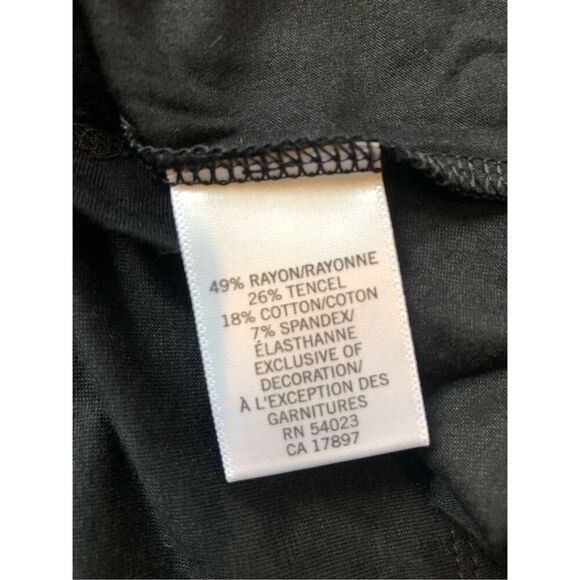 49% RAYON/RAYONNE
26% TENCEL
18% COTTON/COTON
7% SPANDEX/
ÉLASTHANNE
EXCLUSIVE OF
DECORATION/
À L'EXCEPTION DES
GARNITURES
RN 54023
CA 17897